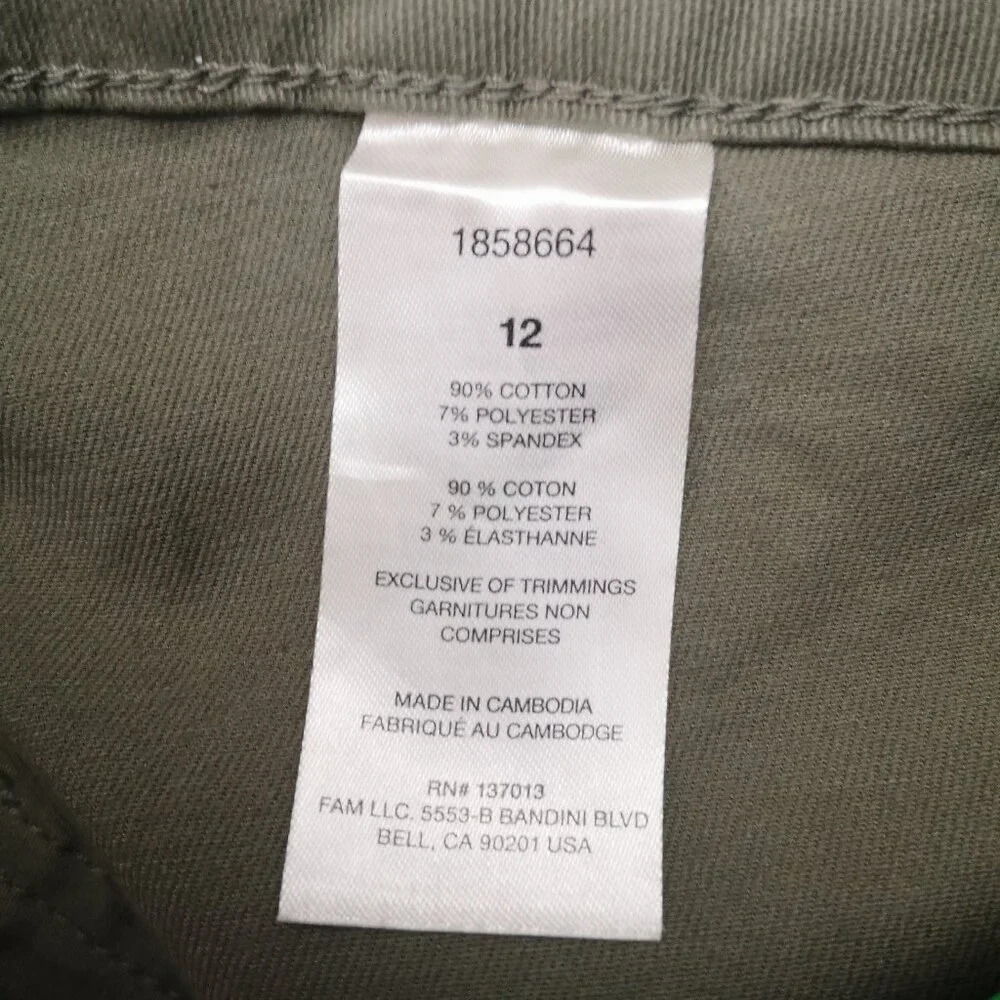 1858664
12
90% COTTON
7% POLYESTER
3% SPANDEX
90 % COTON
7 % POLYESTER
3 % ÉLASTHANNE
EXCLUSIVE OF TRIMMINGS
GARNITURES NON
COMPRISES
MADE IN CAMBODIA
FABRIQUÉ AU CAMBODGE
RN# 137013
FAM LLC. 5553-B BANDINI BLVD
BELL, CA 90201 USA